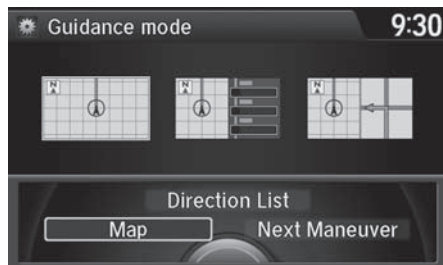 Guidance mode
9:30
N
N
N
Direction List
Map
Next Maneuver